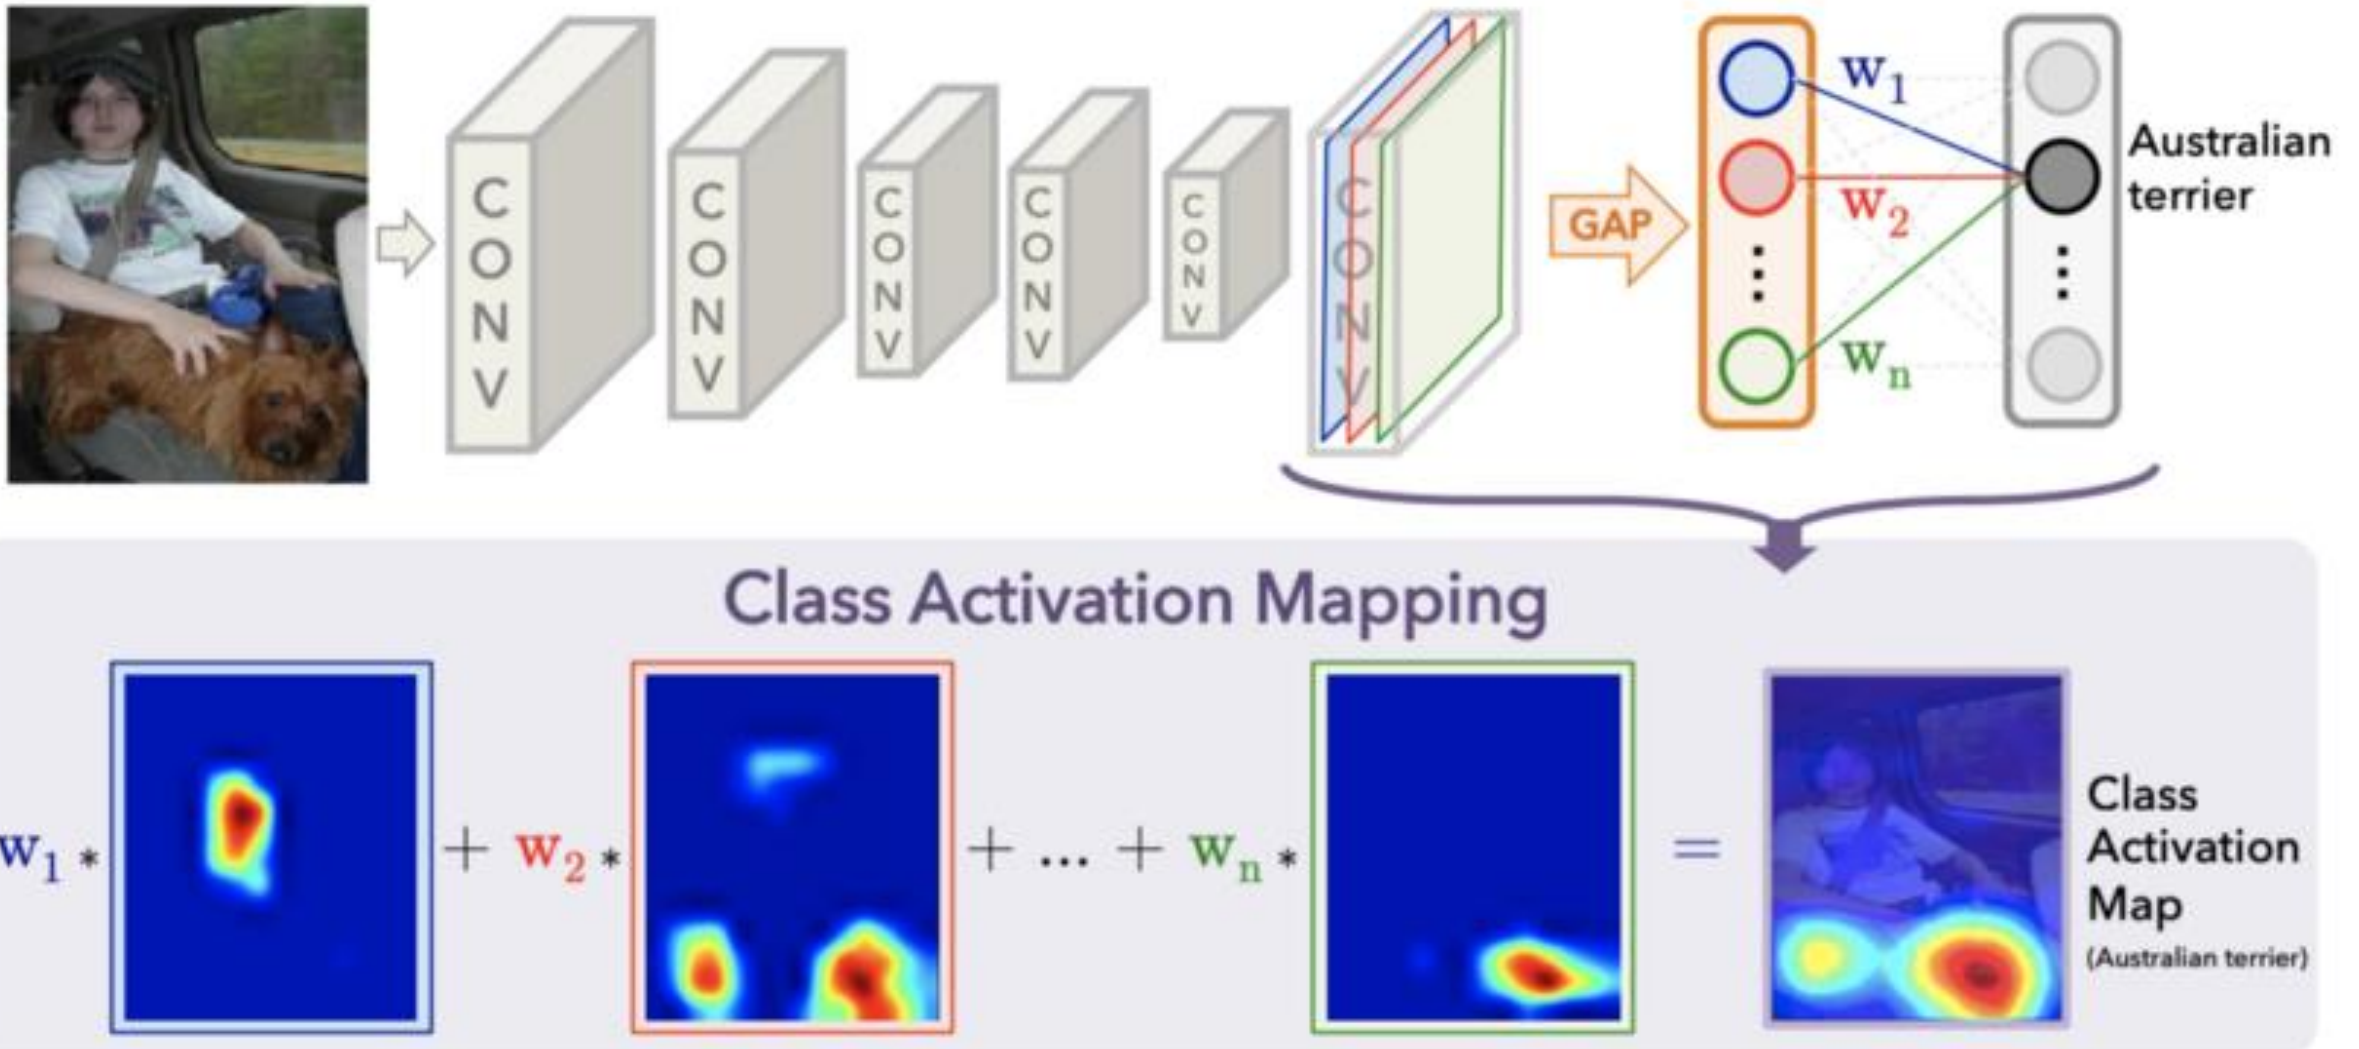 CONV
CONV
CONV
CONV
CONV
CONV
GAP
w1
w2
wn
Australian
terrier
Class Activation Mapping
w1 * + w2 * + ... + wn * =
Class
Activation
Map
(Australian terrier)